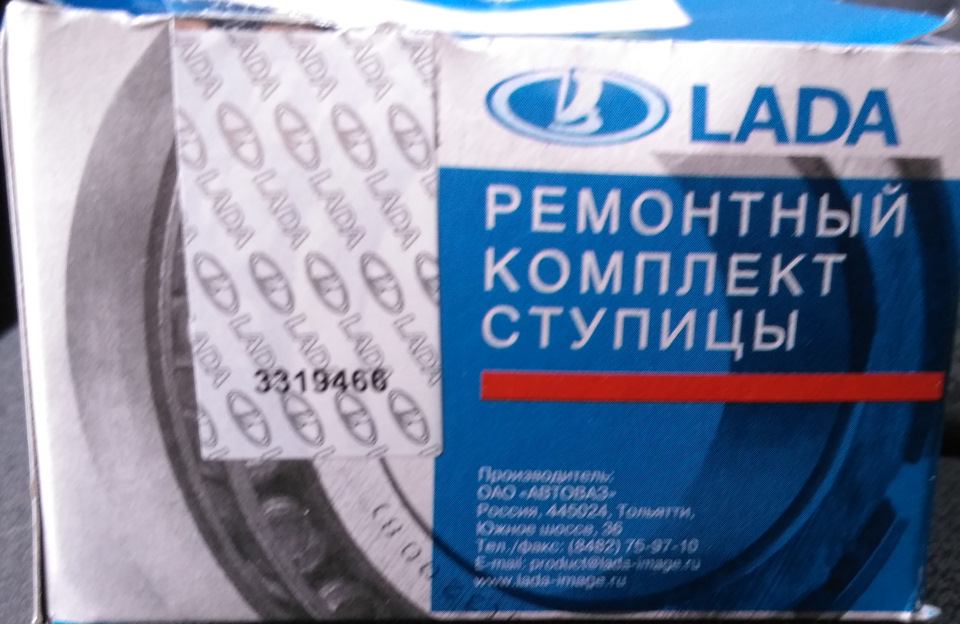 LADA
РЕМОНТНЫЙ
КОМПЛЕКТ
СТУПИЦЫ
3319466
Производитель:
ОАО «АВТОВАЗ»
Россия, 445024, Тольятти,
Южное шоссе, 36
Тел./факс: (8482) 75-97-10
E-mail: product@lada-image.ru
www.lada-image.ru